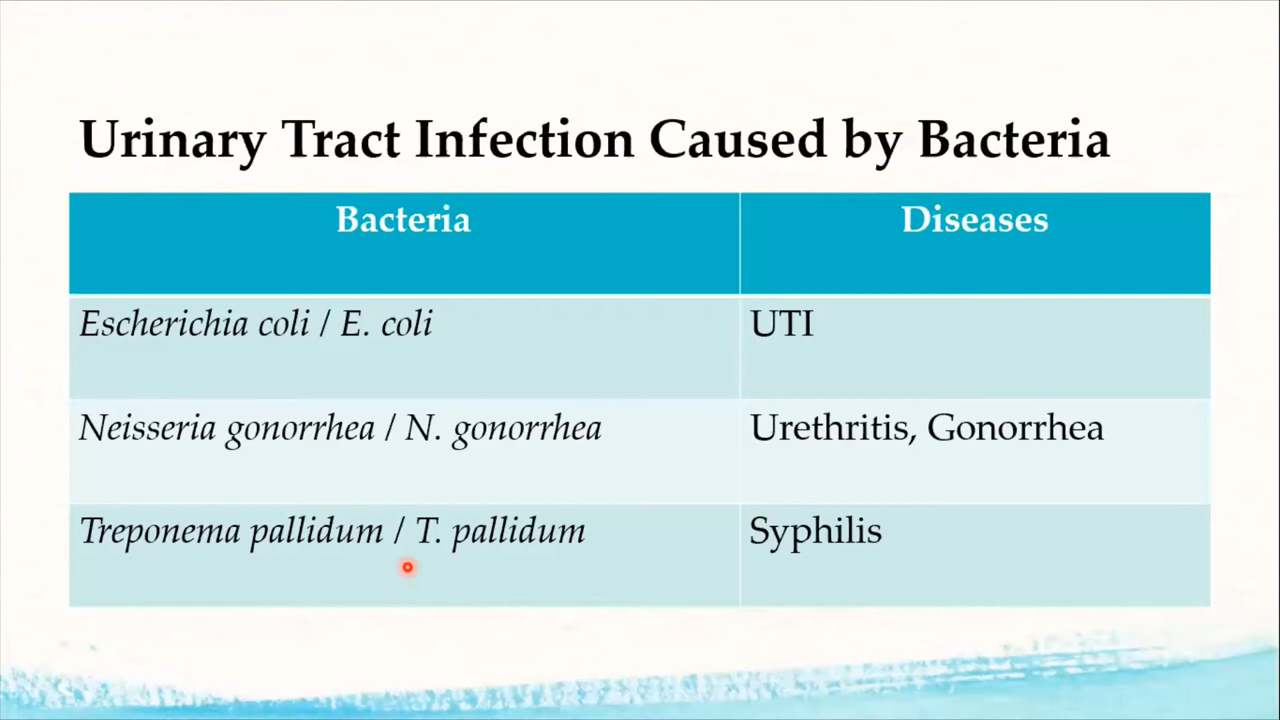 Urinary Tract Infection Caused by Bacteria
Bacteria
Diseases
Escherichia coli / E. coli
UTI
Neisseria gonorrhea / N. gonorrhea
Urethritis, Gonorrhea
Treponema pallidum / T. pallidum
Syphilis